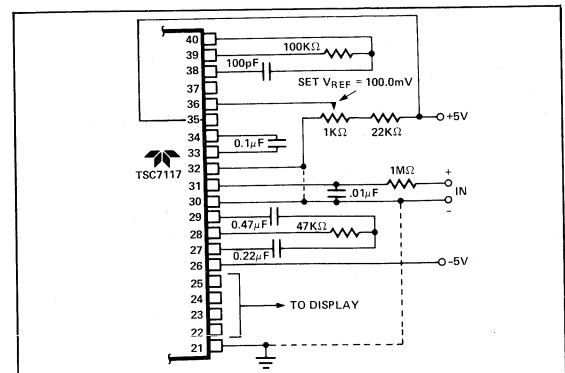 40
39
100KΩ
38
100pF
37
SET VREF = 100.0mV
36
35
1KΩ
22KΩ
+5V
34
0.1µF
33
32
TSC7117
31
1MΩ
+
IN
.01µF
30
-
29
0.47µF
28
47KΩ
27
0.22µF
26
-5V
25
24
TO DISPLAY
23
22
21